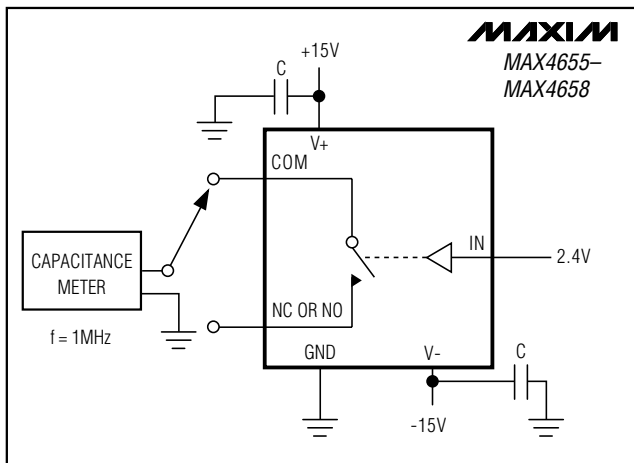 MAXIM
MAX4655–
MAX4658
+15V
C
V+
COM
IN
2.4V
CAPACITANCE
METER
NC OR NO
f = 1MHz
GND
V-
C
-15V